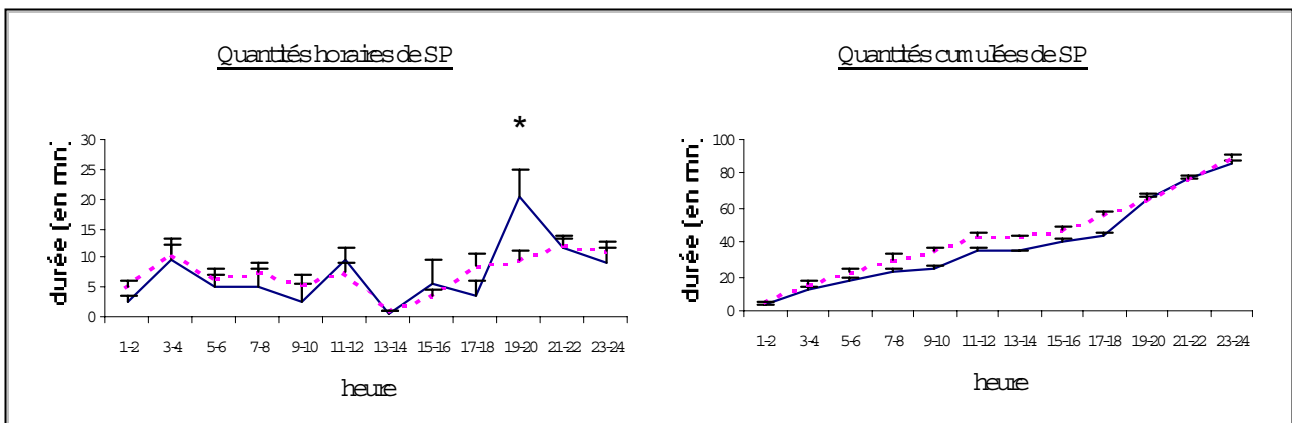 Quantités horaires de SP
*
durée (en mn)
30
25
20
15
10
5
0
1-2 3-4 5-6 7-8 9-10 11-12 13-14 15-16 17-18 19-20 21-22 23-24
heure
Quantités cumulées de SP
durée (en mn)
100
80
60
40
20
0
1-2 3-4 5-6 7-8 9-10 11-12 13-14 15-16 17-18 19-20 21-22 23-24
heure